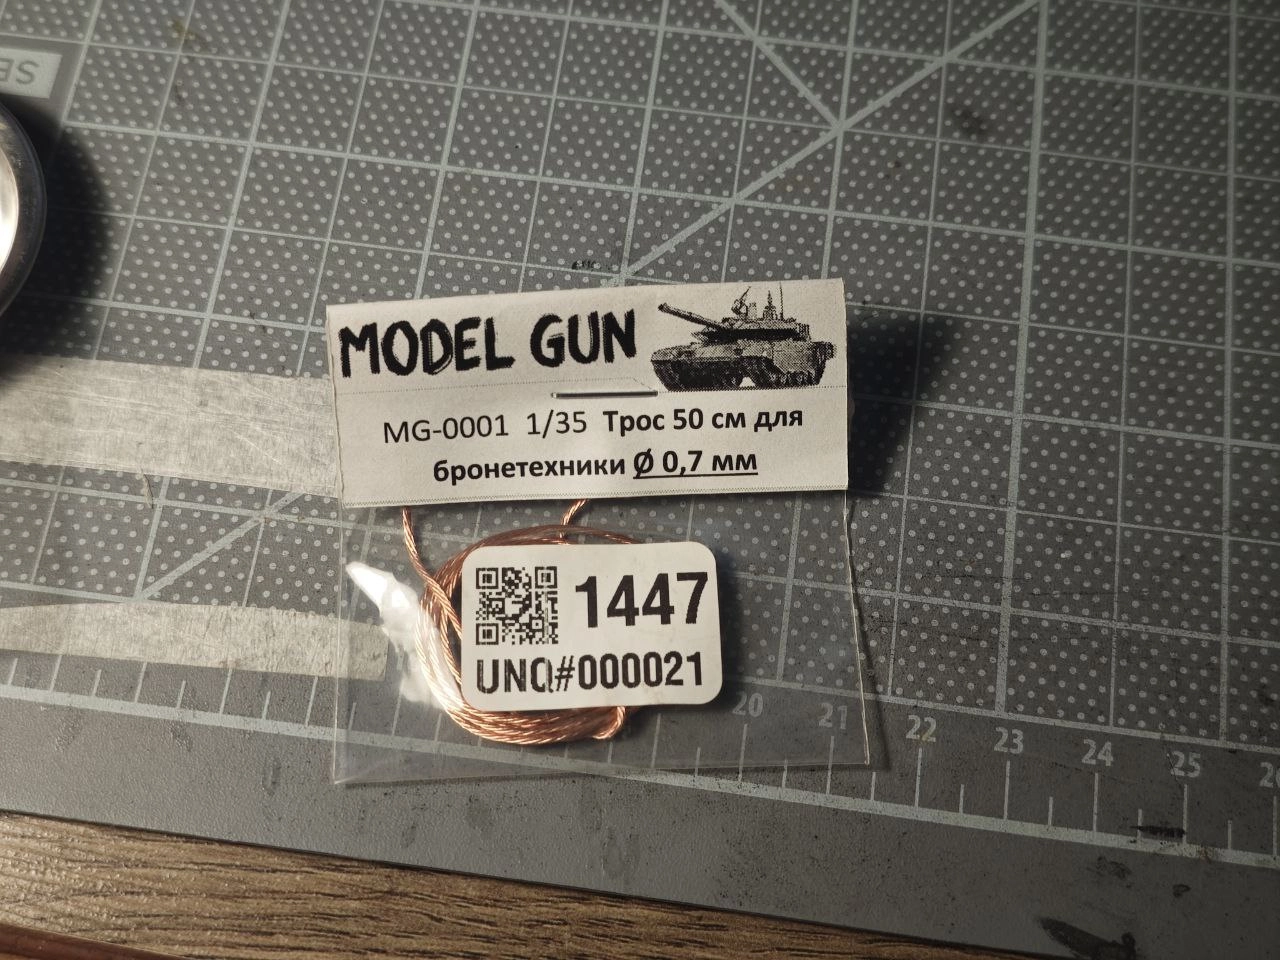 SE
MODEL GUN
MG-0001 1/35 Трос 50 см для
бронетехники Ø 0,7 мм
1447
UNQ#000021
20 21 22 23 24 25